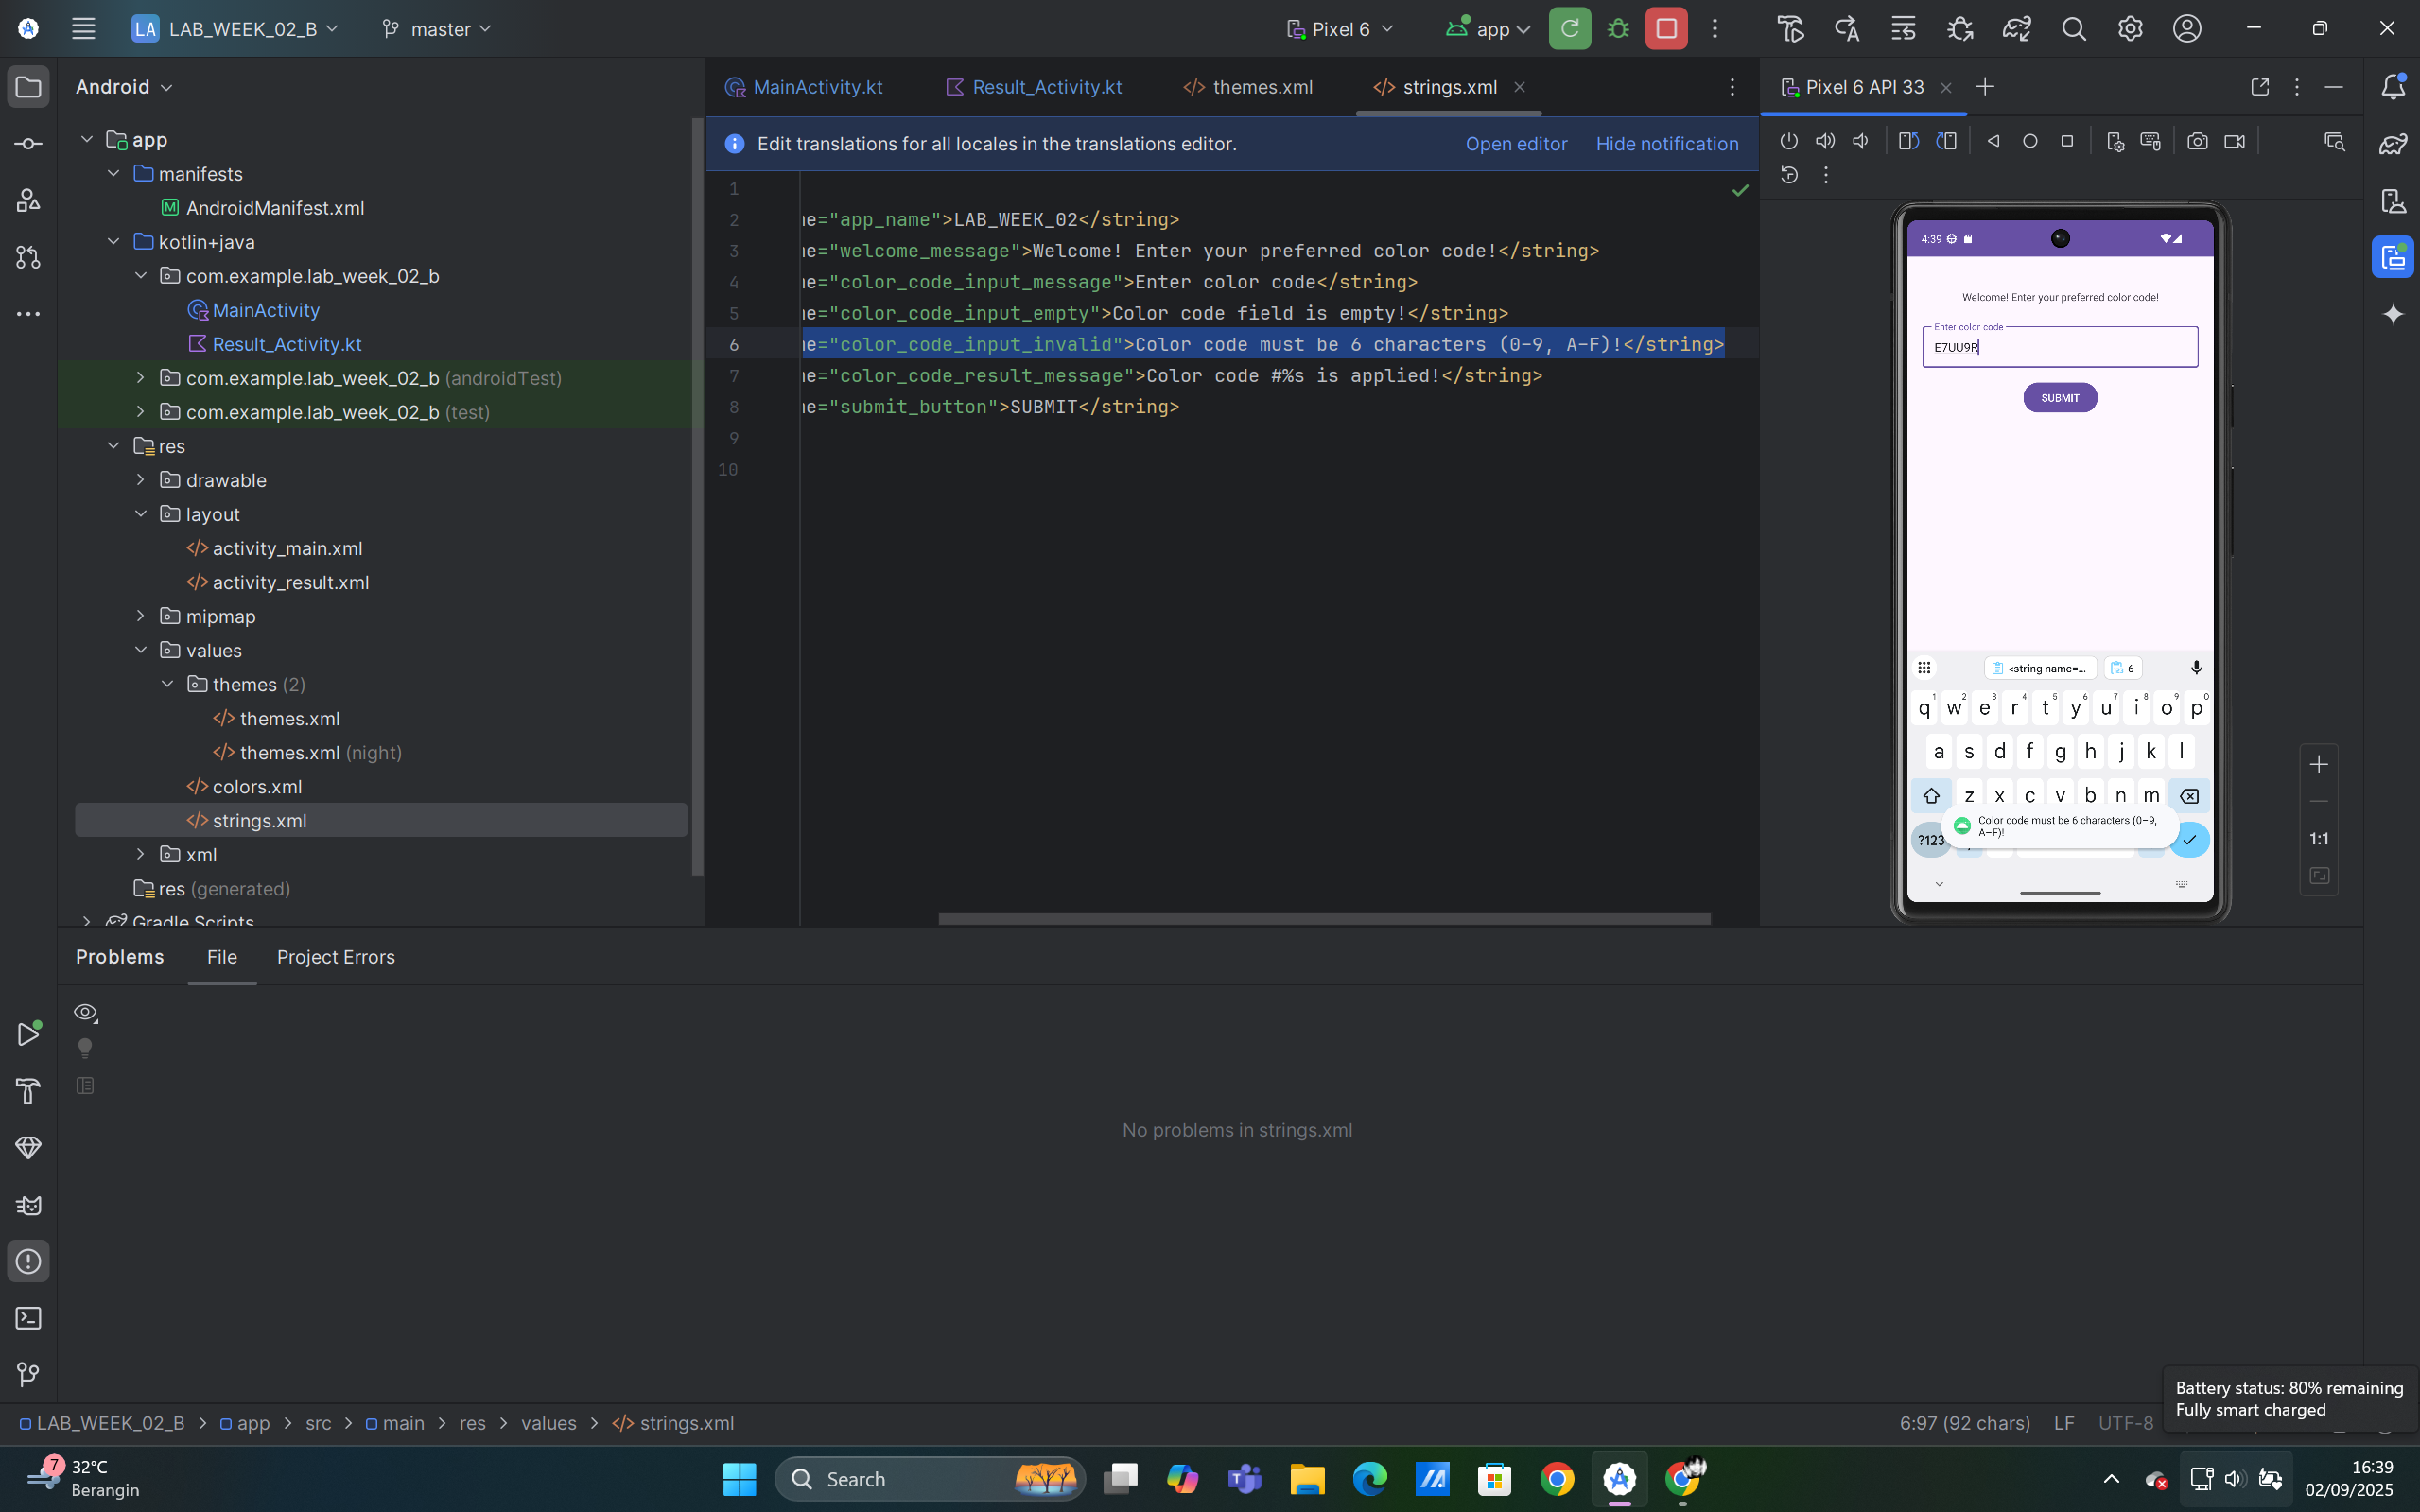 LA LAB_WEEK_02_B
master
Pixel 6
app
Android
app
manifests
AndroidManifest.xml
kotlin+java
com.example.lab_week_02_b
MainActivity
Result_Activity.kt
com.example.lab_week_02_b (androidTest)
com.example.lab_week_02_b (test)
res
drawable
layout
activity_main.xml
activity_result.xml
mipmap
values
themes (2)
themes.xml
themes.xml (night)
colors.xml
strings.xml
xml
res (generated)
Gradle Scripts
MainActivity.kt
Result_Activity.kt
themes.xml
strings.xml
Edit translations for all locales in the translations editor.
Open editor
Hide notification
1
2 ="app_name">LAB_WEEK_02</string>
3 ="welcome_message">Welcome! Enter your preferred color code!</string>
4 ="color_code_input_message">Enter color code</string>
5 ="color_code_input_empty">Color code field is empty!</string>
6 ="color_code_input_invalid">Color code must be 6 characters (0–9, A–F)!</string>
7 ="color_code_result_message">Color code #%s is applied!</string>
8 ="submit_button">SUBMIT</string>
9
10
Pixel 6 API 33
4:39
Welcome! Enter your preferred color code!
Enter color code
E7UU9R
SUBMIT
<string name=...
6
q 1 w 2 e 3 r 4 t 5 y 6 u 7 i 8 o 9 p 0
a s d f g h j k l
z x c v b n m
?123
Color code must be 6 characters (0–9,
A–F)!
1:1
Problems
File
Project Errors
No problems in strings.xml
LAB_WEEK_02_B > app > src > main > res > values > strings.xml
6:97 (92 chars)
LF
UTF-8
Battery status: 80% remaining
Fully smart charged
7
32°C
Berangin
Search
16:39
02/09/2025